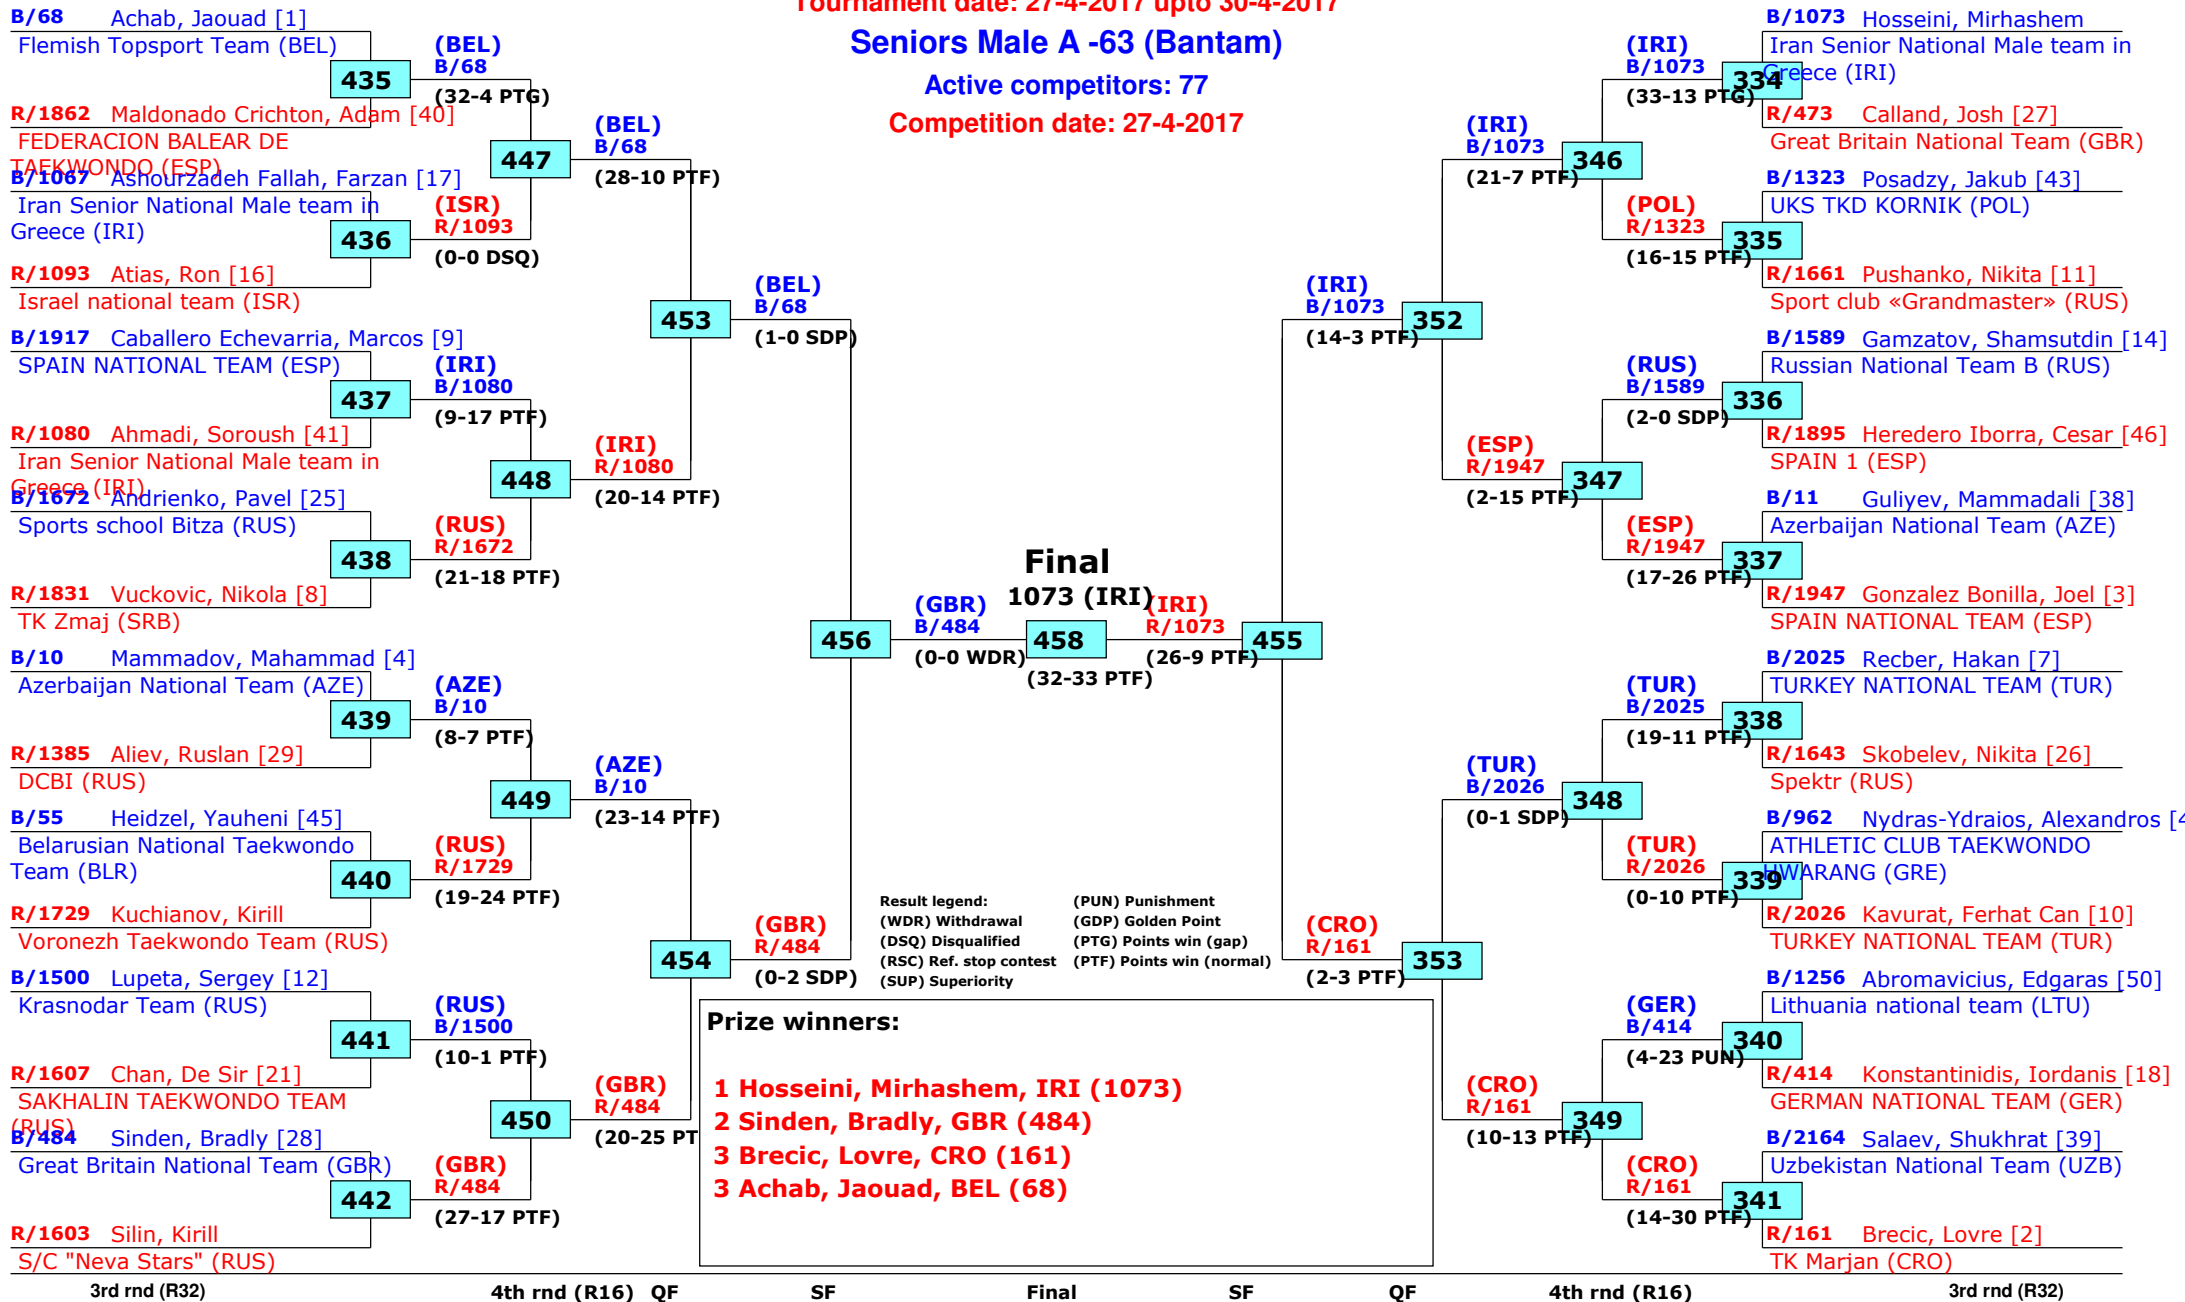 Tournament date: 27-4-2017 upto 30-4-2017
Seniors Male A -63 (Bantam)
Active competitors: 77
Competition date: 27-4-2017
B/68 Achab, Jaouad [1]
Flemish Topsport Team (BEL)
435
R/1862 Maldonado Crichton, Adam [40]
FEDERACION BALEAR DE
TAEKWONDO (ESP)
B/1067 Ashourzadeh Fallah, Farzan [17]
Iran Senior National Male team in
Greece (IRI)
436
R/1093 Atias, Ron [16]
Israel national team (ISR)
B/1917 Caballero Echevarria, Marcos [9]
SPAIN NATIONAL TEAM (ESP)
437
R/1080 Ahmadi, Soroush [41]
Iran Senior National Male team in
Greece (IRI)
B/1672 Andrienko, Pavel [25]
Sports school Bitza (RUS)
438
R/1831 Vuckovic, Nikola [8]
TK Zmaj (SRB)
B/10 Mammadov, Mahammad [4]
Azerbaijan National Team (AZE)
439
R/1385 Aliev, Ruslan [29]
DCBI (RUS)
B/55 Heidzel, Yauheni [45]
Belarusian National Taekwondo
Team (BLR)
440
R/1729 Kuchianov, Kirill
Voronezh Taekwondo Team (RUS)
B/1500 Lupeta, Sergey [12]
Krasnodar Team (RUS)
441
R/1607 Chan, De Sir [21]
SAKHALIN TAEKWONDO TEAM
(RUS)
B/484 Sinden, Bradly [28]
Great Britain National Team (GBR)
442
R/1603 Silin, Kirill
S/C "Neva Stars" (RUS)
(BEL)
B/68
(32-4 PTG)
447
(ISR)
R/1093
(0-0 DSQ)
(IRI)
B/1080
(9-17 PTF)
448
(RUS)
R/1672
(21-18 PTF)
(AZE)
B/10
(8-7 PTF)
449
(RUS)
R/1729
(19-24 PTF)
(RUS)
B/1500
(10-1 PTF)
450
(GBR)
R/484
(27-17 PTF)
(BEL)
B/68
(28-10 PTF)
453
(IRI)
R/1080
(20-14 PTF)
(AZE)
B/10
(23-14 PTF)
454
(GBR)
R/484
(20-25 PT
(BEL)
B/68
(1-0 SDP)
456
(GBR)
R/484
(0-2 SDP)
(GBR)
B/484
(0-0 WDR)
Final
1073 (IRI)
458
(32-33 PTF)
(IRI)
R/1073
(26-9 PTF)
455
(IRI)
B/1073
(14-3 PTF)
352
(CRO)
R/161
(2-3 PTF)
353
(IRI)
B/1073
(21-7 PTF)
346
(ESP)
R/1947
(2-15 PTF)
347
(TUR)
B/2026
(0-1 SDP)
348
(CRO)
R/161
(10-13 PTF)
349
(IRI)
B/1073
(33-13 PTG)
(POL)
R/1323
(16-15 PTF)
(RUS)
B/1589
(2-0 SDP)
(ESP)
R/1947
(17-26 PTF)
(TUR)
B/2025
(19-11 PTF)
(TUR)
R/2026
(0-10 PTF)
(GER)
B/414
(4-23 PUN)
(CRO)
R/161
(14-30 PTF)
B/1073 Hosseini, Mirhashem
Iran Senior National Male team in
Greece (IRI)
334
R/473 Calland, Josh [27]
Great Britain National Team (GBR)
B/1323 Posadzy, Jakub [43]
UKS TKD KORNIK (POL)
335
R/1661 Pushanko, Nikita [11]
Sport club «Grandmaster» (RUS)
B/1589 Gamzatov, Shamsutdin [14]
Russian National Team B (RUS)
336
R/1895 Heredero Iborra, Cesar [46]
SPAIN 1 (ESP)
B/11 Guliyev, Mammadali [38]
Azerbaijan National Team (AZE)
337
R/1947 Gonzalez Bonilla, Joel [3]
SPAIN NATIONAL TEAM (ESP)
B/2025 Recber, Hakan [7]
TURKEY NATIONAL TEAM (TUR)
338
R/1643 Skobelev, Nikita [26]
Spektr (RUS)
B/962 Nydras-Ydraios, Alexandros [4
ATHLETIC CLUB TAEKWONDO
HWARANG (GRE)
339
R/2026 Kavurat, Ferhat Can [10]
TURKEY NATIONAL TEAM (TUR)
B/1256 Abromavicius, Edgaras [50]
Lithuania national team (LTU)
340
R/414 Konstantinidis, Iordanis [18]
GERMAN NATIONAL TEAM (GER)
B/2164 Salaev, Shukhrat [39]
Uzbekistan National Team (UZB)
341
R/161 Brecic, Lovre [2]
TK Marjan (CRO)
Result legend: (PUN) Punishment
(WDR) Withdrawal (GDP) Golden Point
(DSQ) Disqualified (PTG) Points win (gap)
(RSC) Ref. stop contest (PTF) Points win (normal)
(SUP) Superiority
Prize winners:
1 Hosseini, Mirhashem, IRI (1073)
2 Sinden, Bradly, GBR (484)
3 Brecic, Lovre, CRO (161)
3 Achab, Jaouad, BEL (68)
3rd rnd (R32) 4th rnd (R16) QF SF Final SF QF 4th rnd (R16) 3rd rnd (R32)